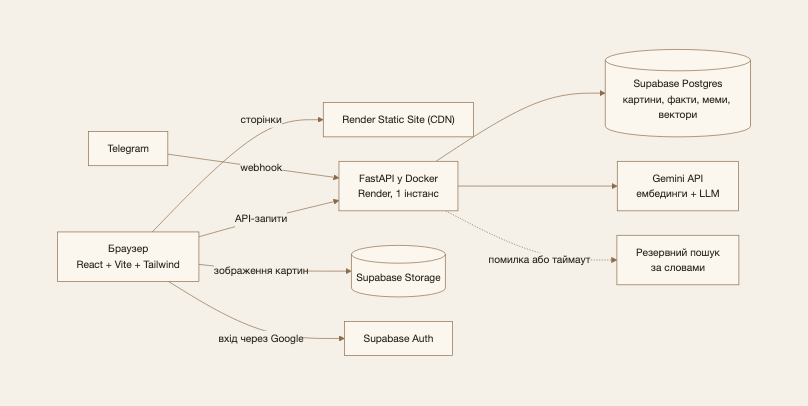 Supabase Postgres
картини, факти, меми,
вектори
сторінки
Render Static Site (CDN)
Telegram
webhook
FastAPI у Docker
Render, 1 інстанс
Gemini API
ембединги + LLM
API-запити
Браузер
React + Vite + Tailwind
зображення картин
Supabase Storage
помилка або таймаут
Резервний пошук
за словами
вхід через Google
Supabase Auth